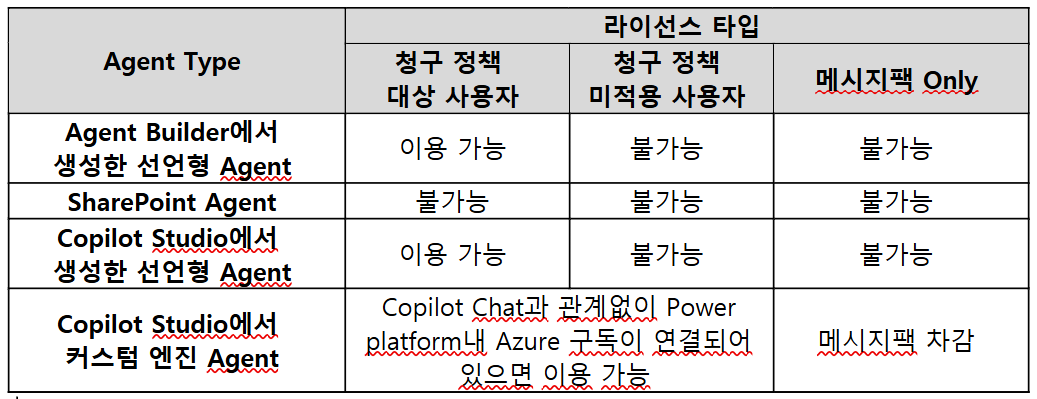 Agent Type
라이선스 타입
청구 정책
대상 사용자
청구 정책
미적용 사용자
메시지팩 Only
Agent Builder에서
생성한 선언형 Agent
이용 가능
불가능
불가능
SharePoint Agent
불가능
불가능
불가능
Copilot Studio에서
생성한 선언형 Agent
이용 가능
불가능
불가능
Copilot Studio에서
커스텀 엔진 Agent
Copilot Chat과 관계없이 Power
platform내 Azure 구독이 연결되어
있으면 이용 가능
메시지팩 차감